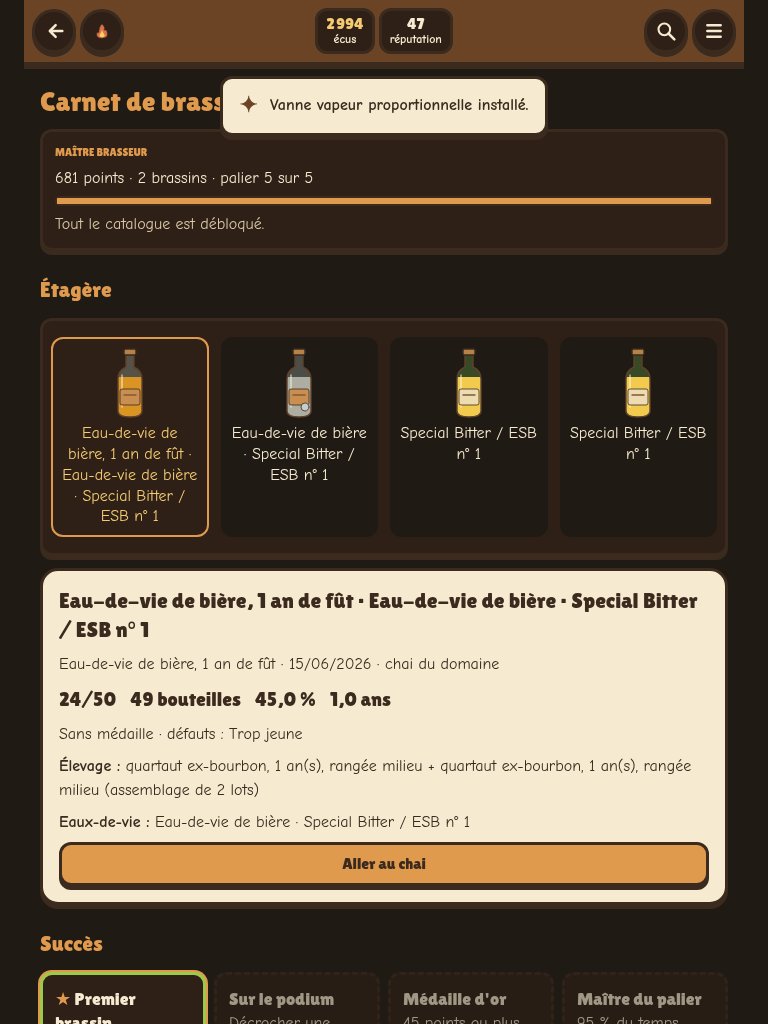 2 994
écus
47
réputation
Carnet de brass
Vanne vapeur proportionnelle installé.
MAÎTRE BRASSEUR
681 points · 2 brassins · palier 5 sur 5
Tout le catalogue est débloqué.
Étagère
Eau-de-vie de
bière, 1 an de fût ·
Eau-de-vie de bière
· Special Bitter /
ESB n° 1
Eau-de-vie bière
· Special Bitter /
ESB n° 1
Special Bitter / ESB
n° 1
Special Bitter / ESB
n° 1
Eau-de-vie de bière, 1 an de fût · Eau-de-vie de bière · Special Bitter
/ ESB n° 1
Eau-de-vie de bière, 1 an de fût · 15/06/2026 · chai du domaine
24/50 49 bouteilles 45,0 % 1,0 ans
Sans médaille · défauts : Trop jeune
Élevage : quartaut ex-bourbon, 1 an(s), rangée milieu + quartaut ex-bourbon, 1 an(s), rangée
milieu (assemblage de 2 lots)
Eaux-de-vie : Eau-de-vie de bière · Special Bitter / ESB n° 1
Aller au chai
Succès
★ Premier
brassin
Sur le podium
Décrocher une
Médaille d'or
45 points ou plus
Maître du palier
95 % du temps